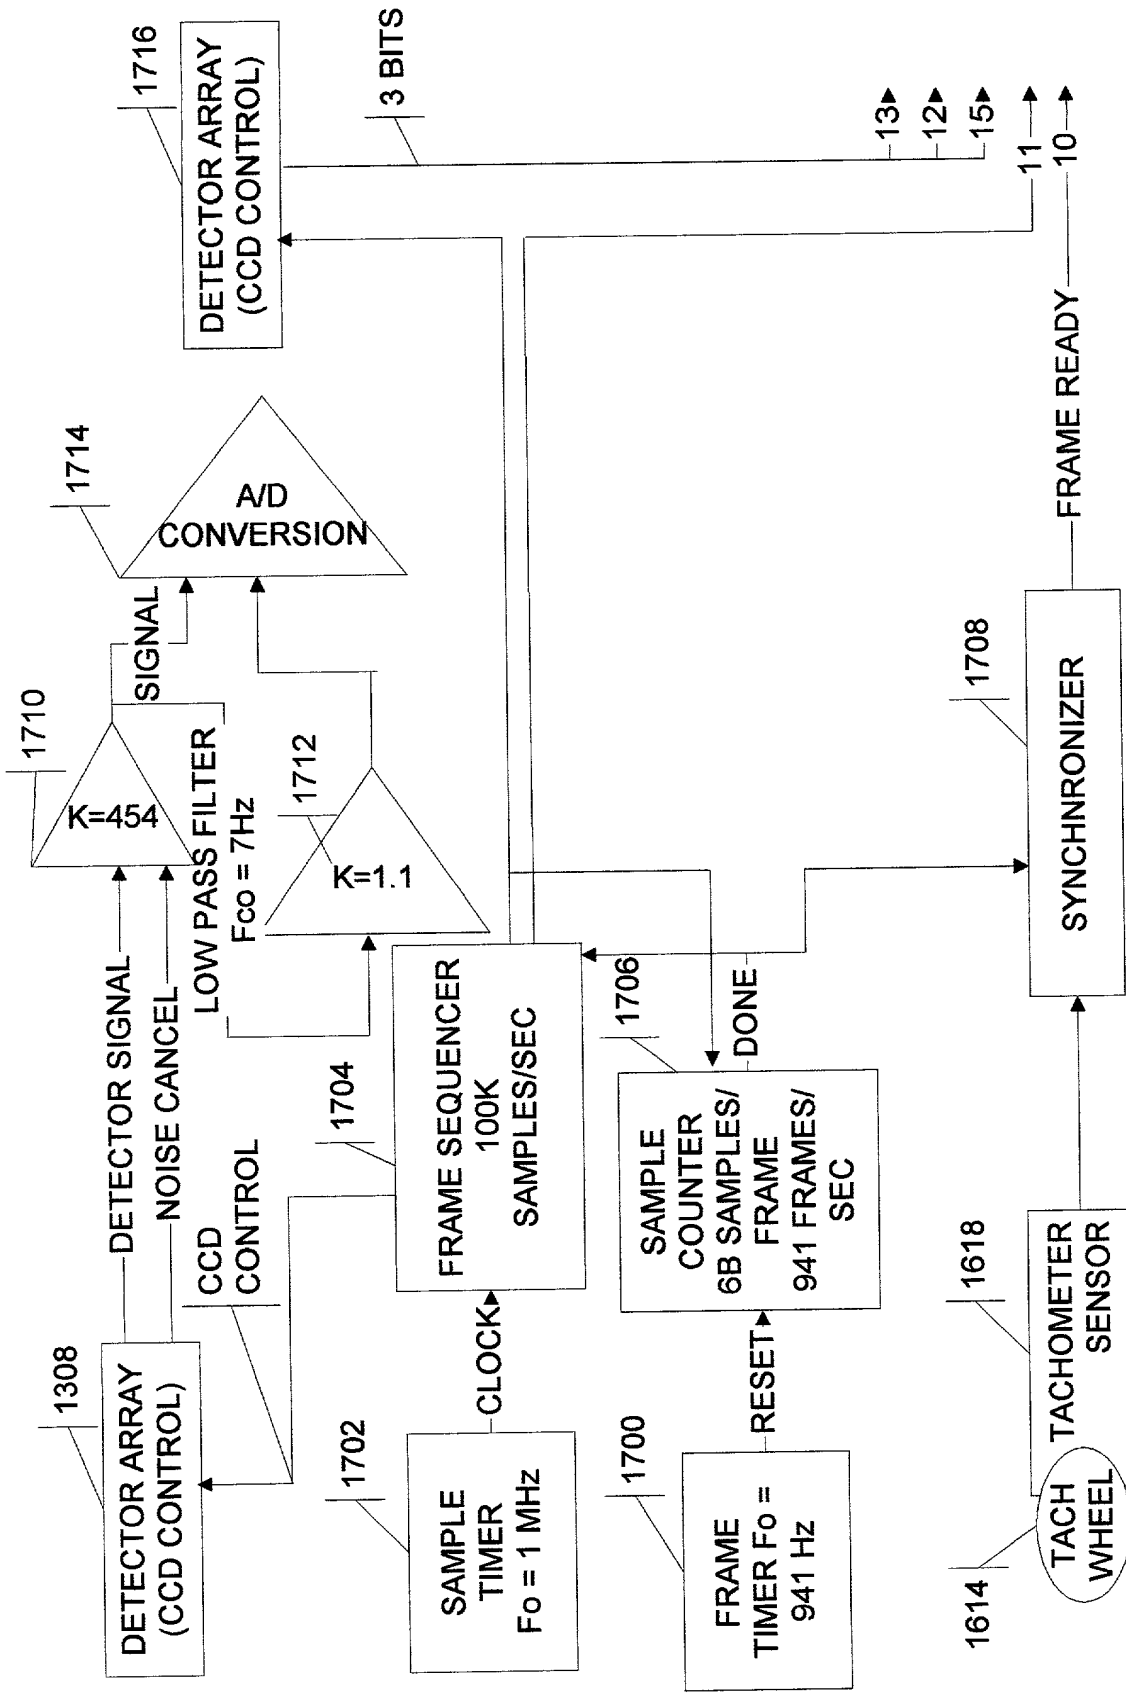 1308
DETECTOR ARRAY
(CCD CONTROL)
DETECTOR SIGNAL
NOISE CANCEL
CCD
CONTROL
1710
K=454
SIGNAL
LOW PASS FILTER
Fco = 7Hz
1712
K=1.1
1714
A/D
CONVERSION
1716
DETECTOR ARRAY
(CCD CONTROL)
3 BITS
1702
SAMPLE
TIMER
Fo = 1 MHz
CLOCK
1704
FRAME SEQUENCER
100K
SAMPLES/SEC
1700
FRAME
TIMER Fo =
941 Hz
RESET
1706
SAMPLE
COUNTER
6B SAMPLES/
FRAME
941 FRAMES/
SEC
DONE
13
12
15
11
10
1614
TACH
WHEEL
1618
TACHOMETER
SENSOR
1708
SYNCHNRONIZER
FRAME READY